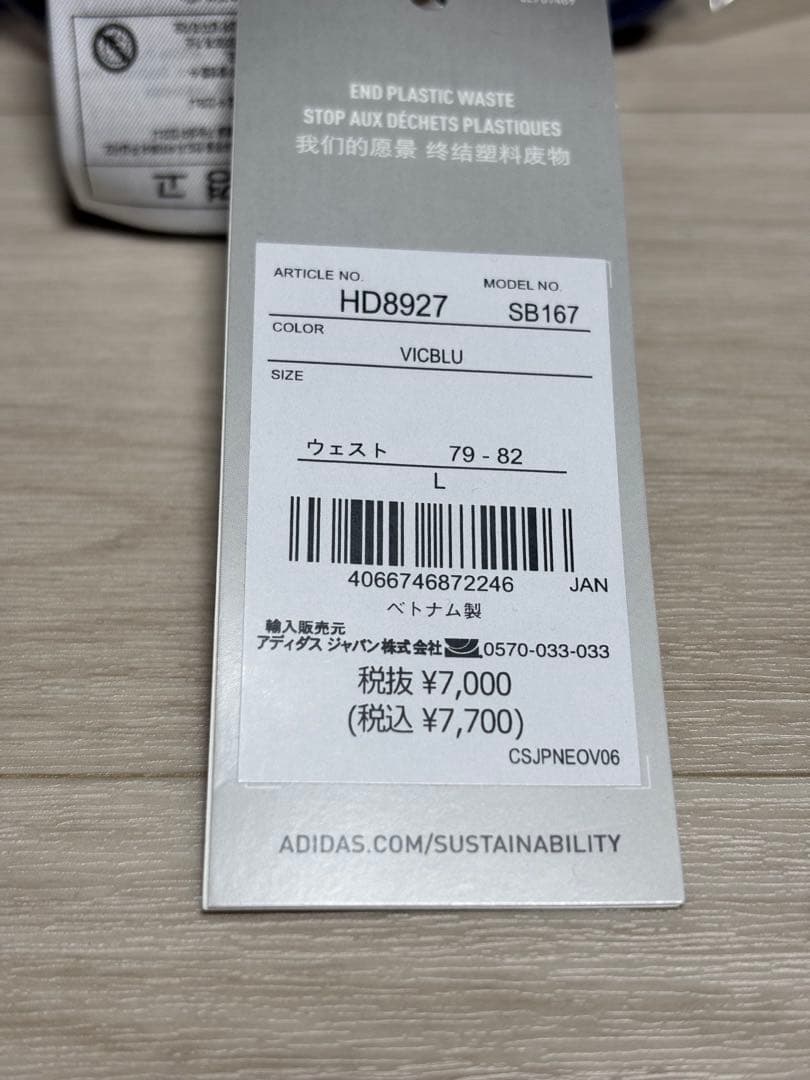 END PLASTIC WASTE
STOP AUX DÉCHETS PLASTIQUES
我们的愿景 终结塑料废物
ARTICLE NO. MODEL NO.
HD8927 SB167
COLOR
VICBLU
SIZE
ウェスト 79 - 82
L
4066746872246 JAN
ベトナム製
輸入販売元
アディダス ジャパン株式会社 0570-033-033
税抜 ¥7,000
(税込 ¥7,700)
CSJPNEOV06
ADIDAS.COM/SUSTAINABILITY